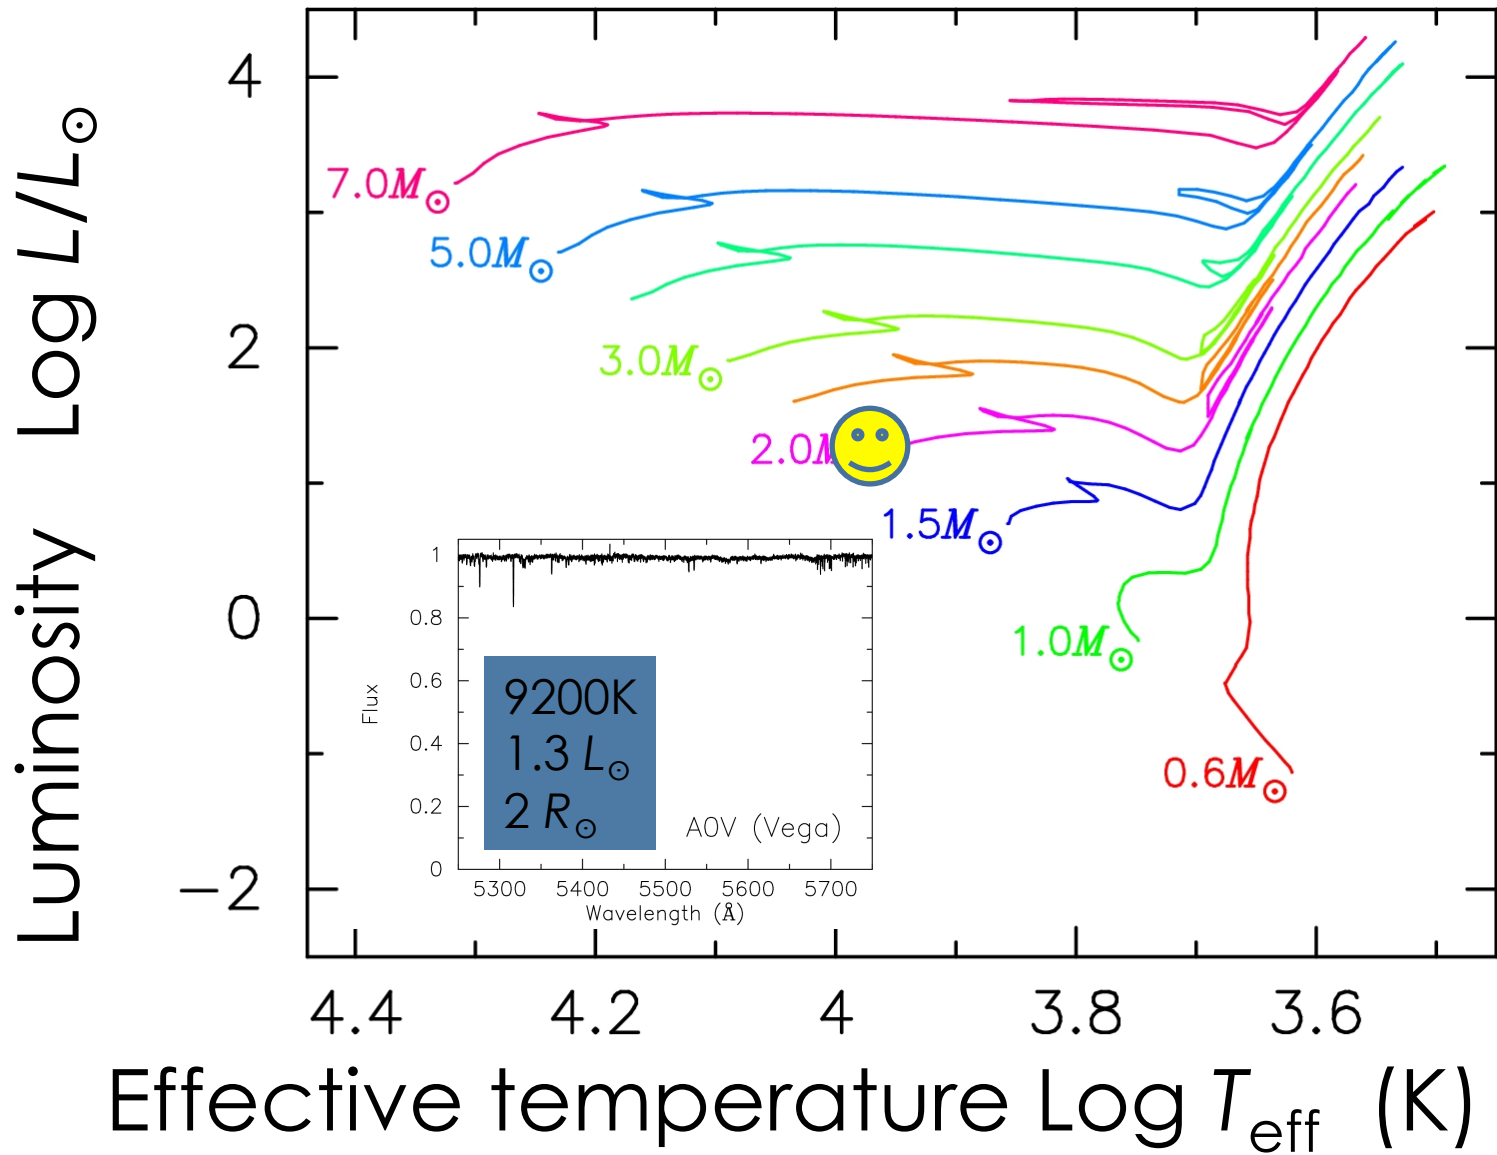 Luminosity Log L/L☉
4
2
0
−2
7.0M☉
5.0M☉
3.0M☉
2.0M
1.5M☉
1.0M☉
0.6M☉
Flux
1
0.8
0.6
0.4
0.2
0
9200K
1.3 L☉
2 R☉
A0V (Vega)
5300 5400 5500 5600 5700
Wavelength (Å)
4.4 4.2 4 3.8 3.6
Effective temperature Log Teff (K)